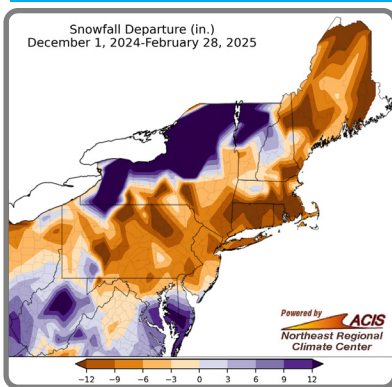 Snowfall Departure (in.)
December 1, 2024-February 28, 2025
Powered by
ACIS
Northeast Regional
Climate Center
−12 −9 −6 −3 0 3 6 9 12